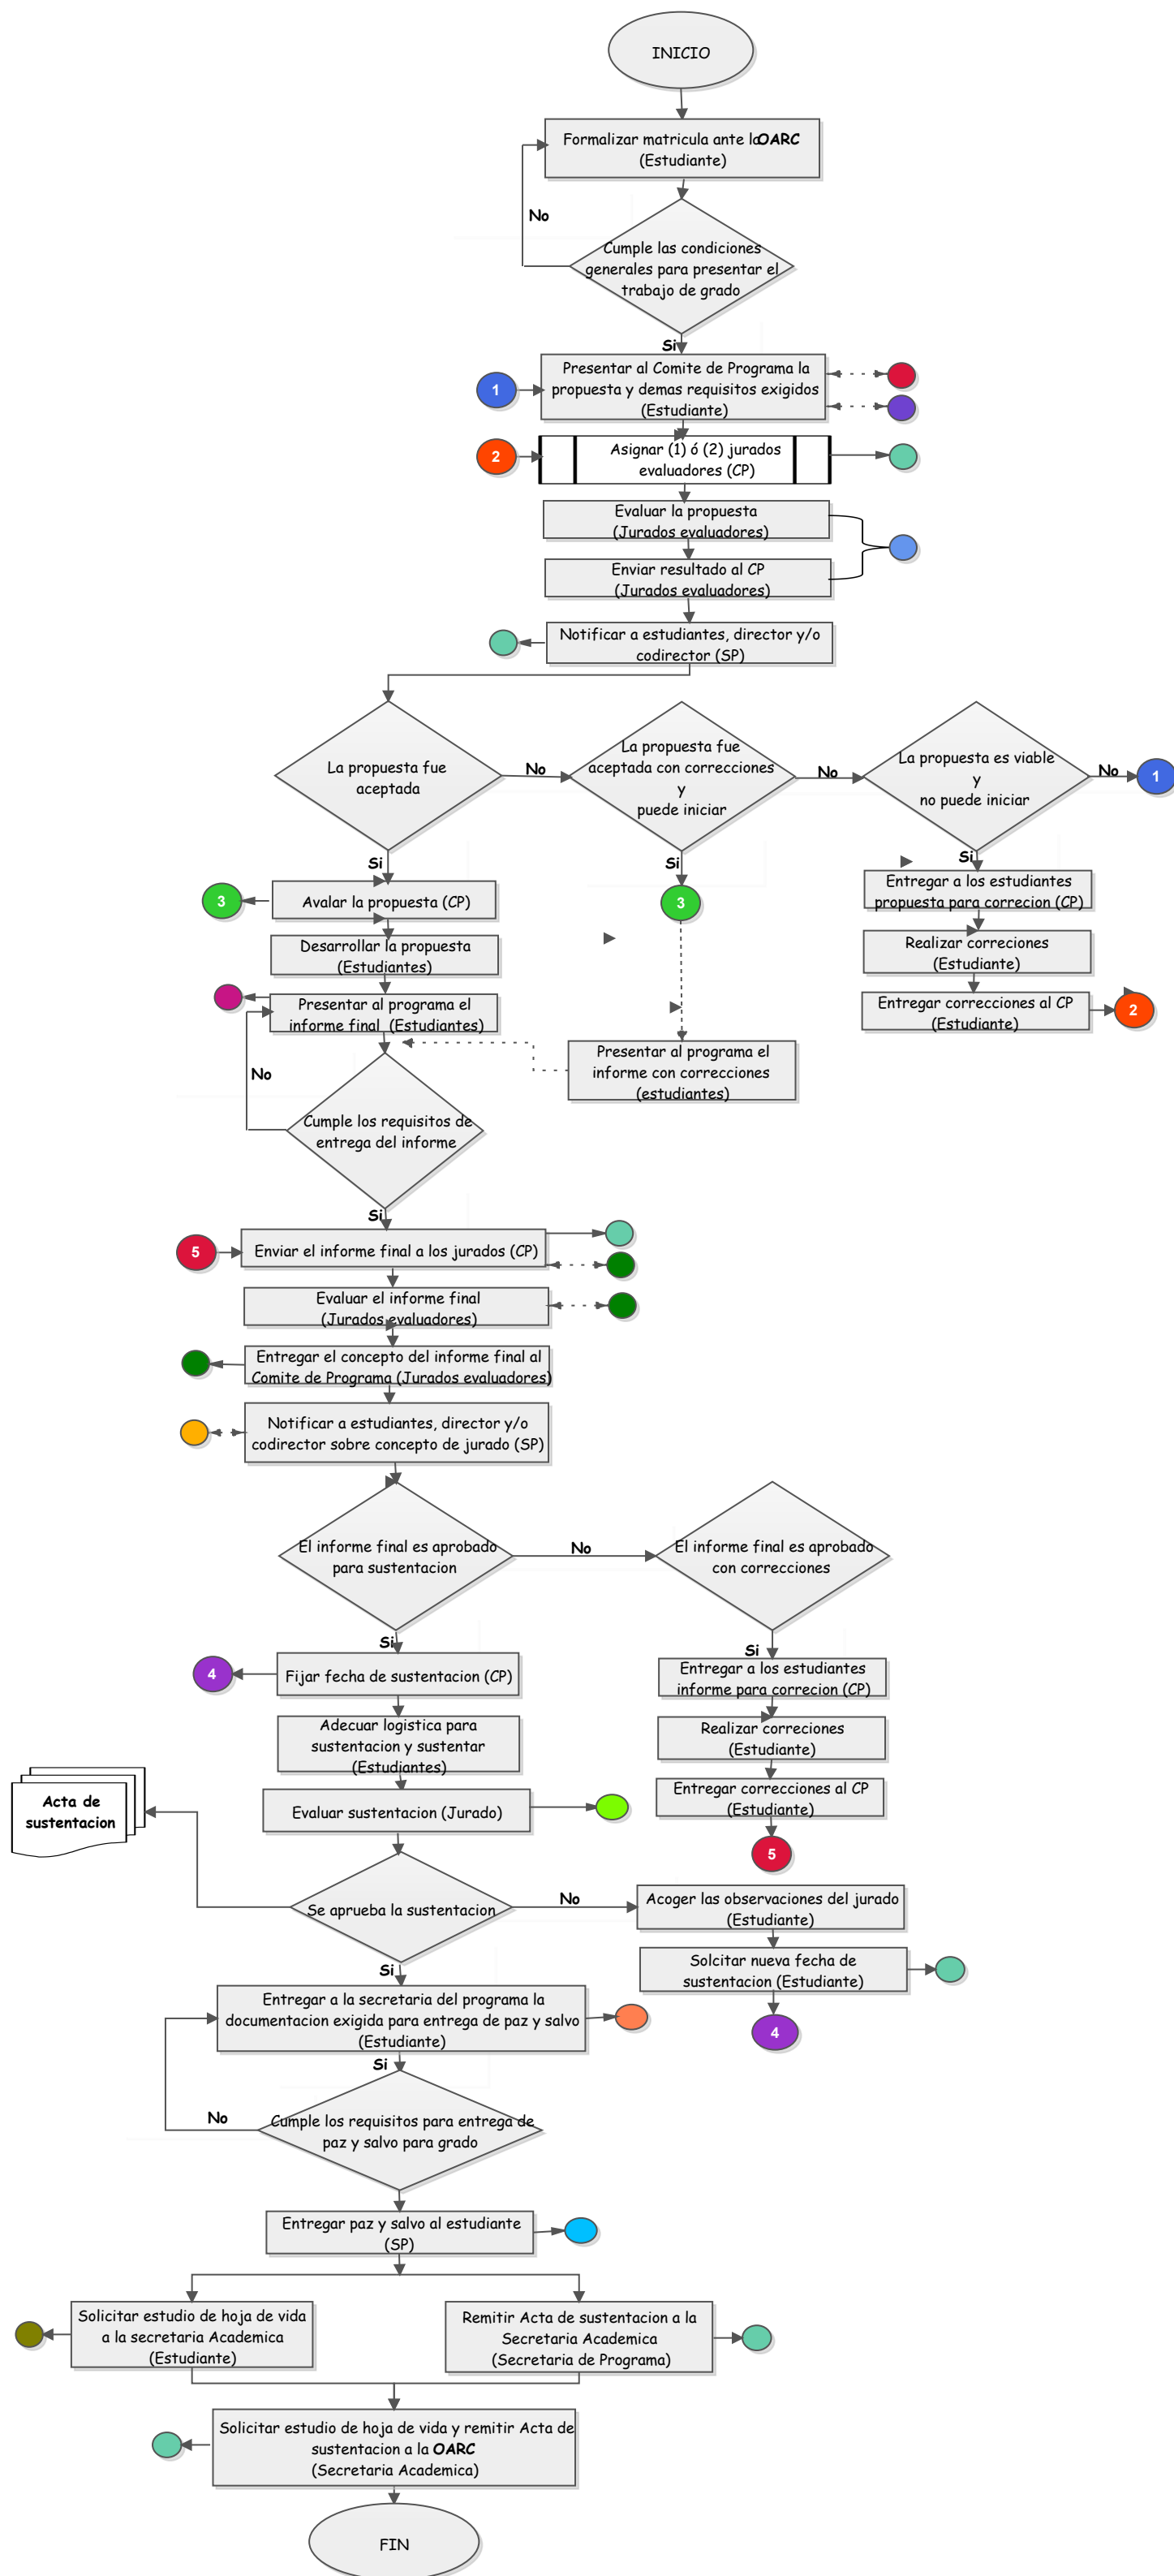 INICIO
Formalizar matricula ante la OARC
(Estudiante)
No
Cumple las condiciones
generales para presentar el
trabajo de grado
Si
Presentar al Comite de Programa la
propuesta y demas requisitos exigidos
(Estudiante)
1
2
Asignar (1) ó (2) jurados
evaluadores (CP)
Evaluar la propuesta
(Jurados evaluadores)
Enviar resultado al CP
(Jurados evaluadores)
Notificar a estudiantes, director y/o
codirector (SP)
La propuesta fue
aceptada
No
La propuesta fue
aceptada con correcciones
y
puede iniciar
No
La propuesta es viable
y
no puede iniciar
No
1
Si
Si
Si
3
Avalar la propuesta (CP)
3
Entregar a los estudiantes
propuesta para correcion (CP)
Desarrollar la propuesta
(Estudiantes)
Realizar correciones
(Estudiante)
Presentar al programa el
informe final (Estudiantes)
Entregar correcciones al CP
(Estudiante)
2
No
Presentar al programa el
informe con correcciones
(estudiantes)
Cumple los requisitos de
entrega del informe
Si
5
Enviar el informe final a los jurados (CP)
Evaluar el informe final
(Jurados evaluadores)
Entregar el concepto del informe final al
Comite de Programa (Jurados evaluadores)
Notificar a estudiantes, director y/o
codirector sobre concepto de jurado (SP)
El informe final es aprobado
para sustentacion
No
El informe final es aprobado
con correcciones
Si
Si
4
Fijar fecha de sustentacion (CP)
Entregar a los estudiantes
informe para correcion (CP)
Adecuar logistica para
sustentacion y sustentar
(Estudiantes)
Realizar correciones
(Estudiante)
Acta de
sustentacion
Evaluar sustentacion (Jurado)
Entregar correcciones al CP
(Estudiante)
5
Se aprueba la sustentacion
No
Acoger las observaciones del jurado
(Estudiante)
Si
Solcitar nueva fecha de
sustentacion (Estudiante)
4
Entregar a la secretaria del programa la
documentacion exigida para entrega de paz y salvo
(Estudiante)
Si
No
Cumple los requisitos para entrega de
paz y salvo para grado
Entregar paz y salvo al estudiante
(SP)
Solicitar estudio de hoja de vida
a la secretaria Academica
(Estudiante)
Remitir Acta de sustentacion a la
Secretaria Academica
(Secretaria de Programa)
Solicitar estudio de hoja de vida y remitir Acta de
sustentacion a la OARC
(Secretaria Academica)
FIN